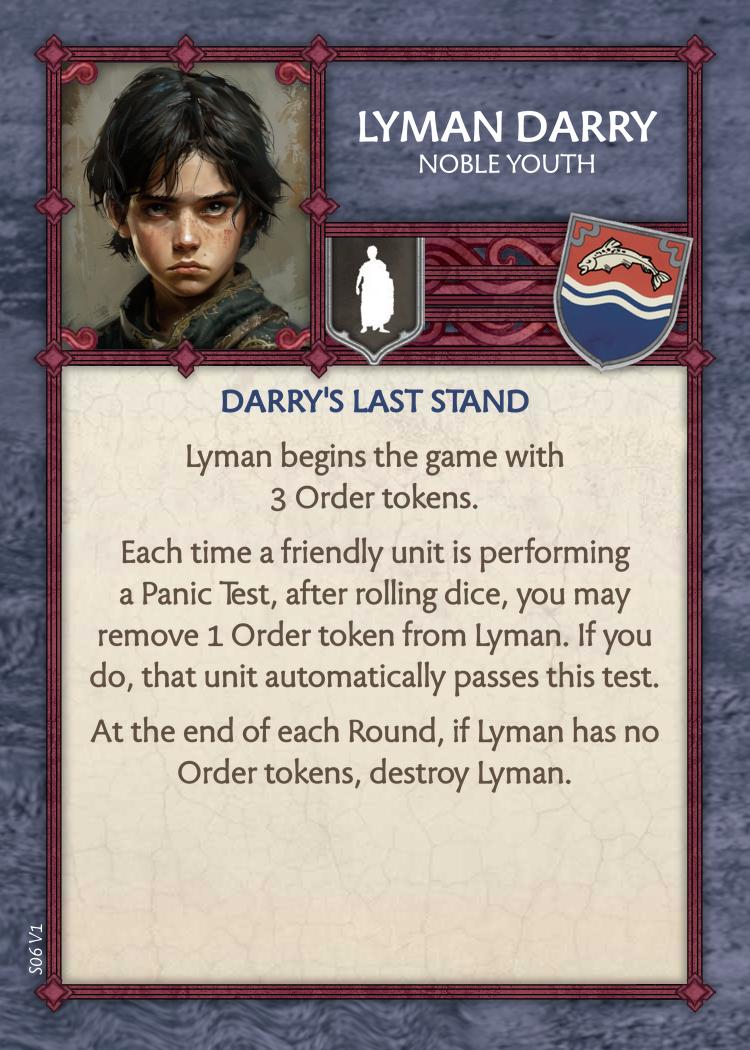 LYMAN DARRY
NOBLE YOUTH
DARRY'S LAST STAND
Lyman begins the game with
3 Order tokens.
Each time a friendly unit is performing
a Panic Test, after rolling dice, you may
remove 1 Order token from Lyman. If you
do, that unit automatically passes this test.
At the end of each Round, if Lyman has no
Order tokens, destroy Lyman.
S06 V1